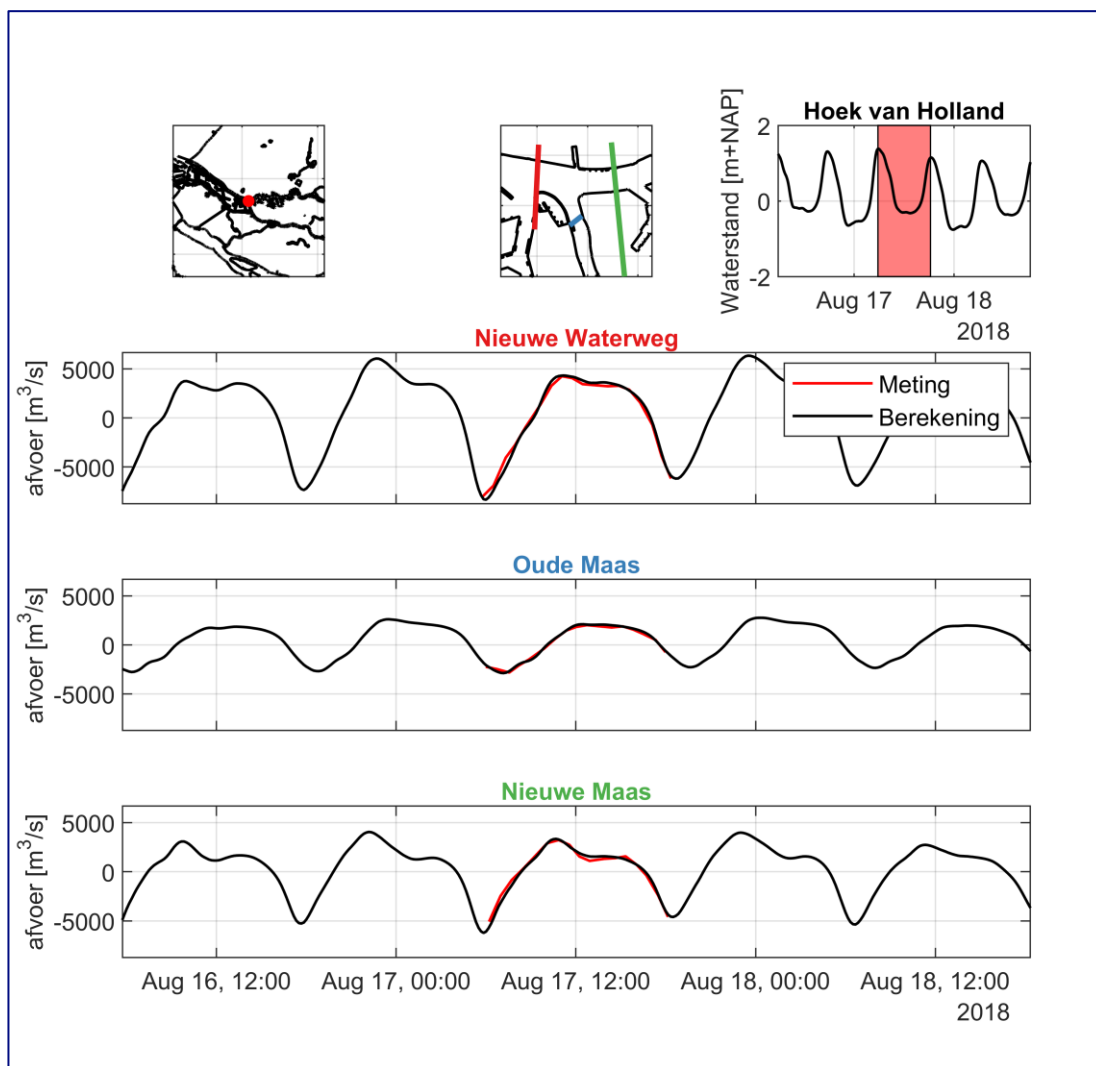 Hoek van Holland
Waterstand [m+NAP]
2
0
-2
Aug 17
Aug 18
2018
Nieuwe Waterweg
afvoer [m³/s]
5000
0
-5000
Meting
Berekening
Oude Maas
afvoer [m³/s]
5000
0
-5000
Nieuwe Maas
afvoer [m³/s]
5000
0
-5000
Aug 16, 12:00
Aug 17, 00:00
Aug 17, 12:00
Aug 18, 00:00
Aug 18, 12:00
2018